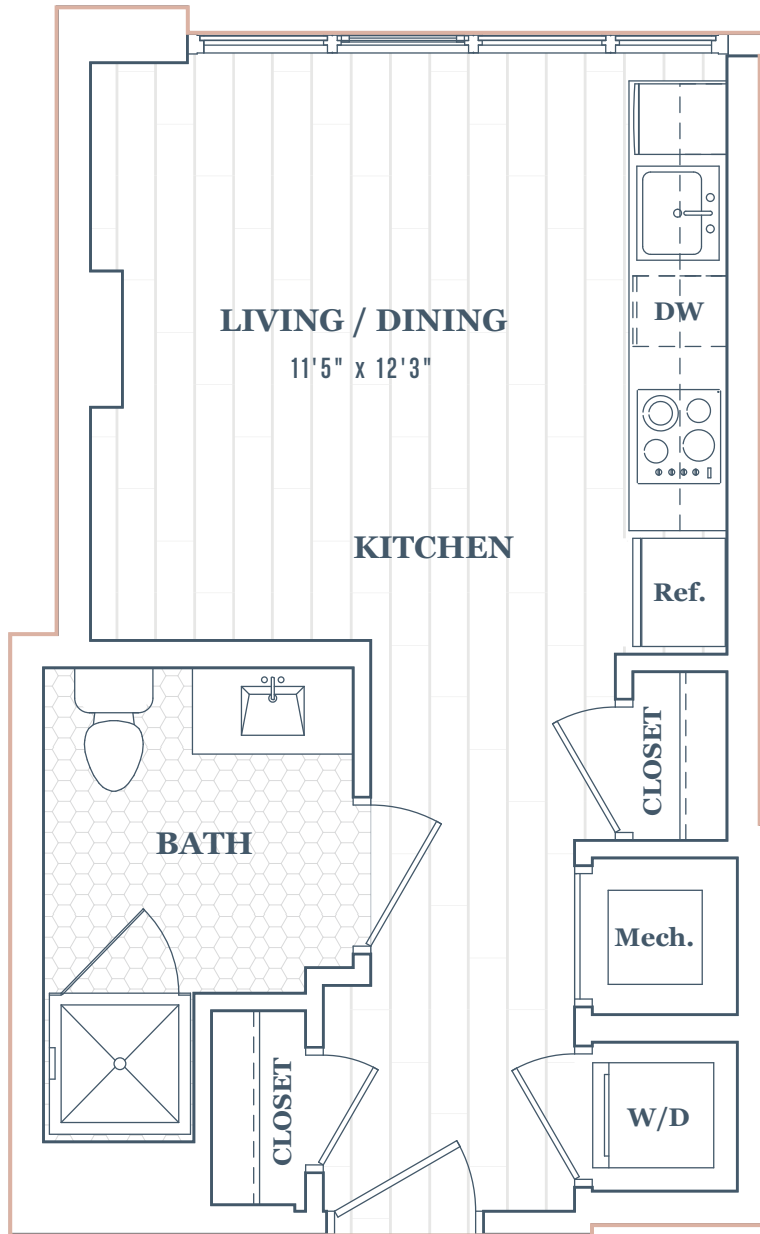 LIVING / DINING
11'5" x 12'3"
DW
KITCHEN
Ref.
CLOSET
BATH
Mech.
CLOSET
W/D